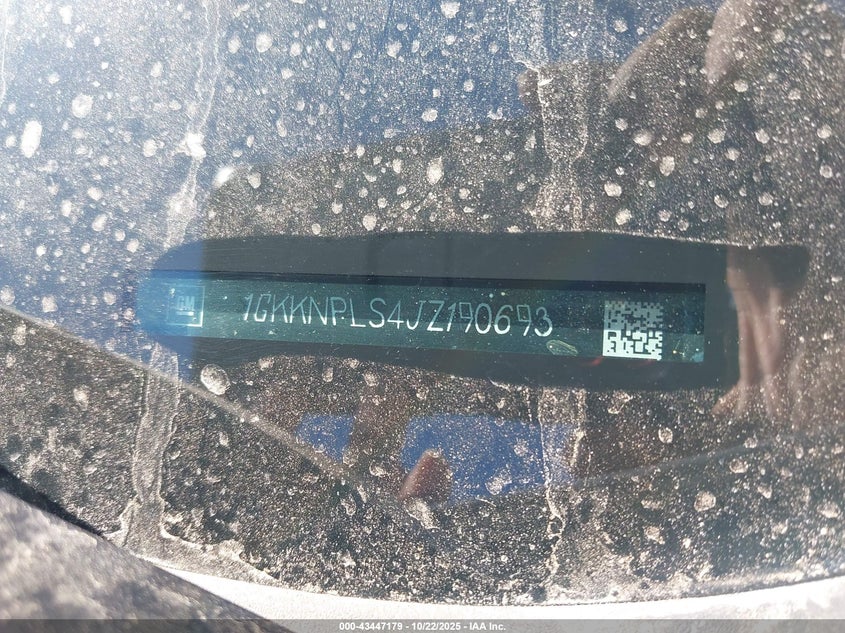 GM 1GKKNPLS4JZ190693
000-43447179 - 10/22/2025 - IAA Inc.